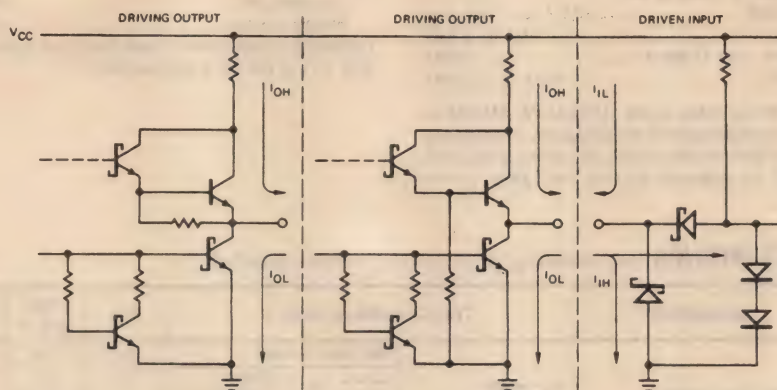 DRIVING OUTPUT
DRIVING OUTPUT
DRIVEN INPUT
VCC
IOH
IOH
IIL
IOL
IOL
IIH